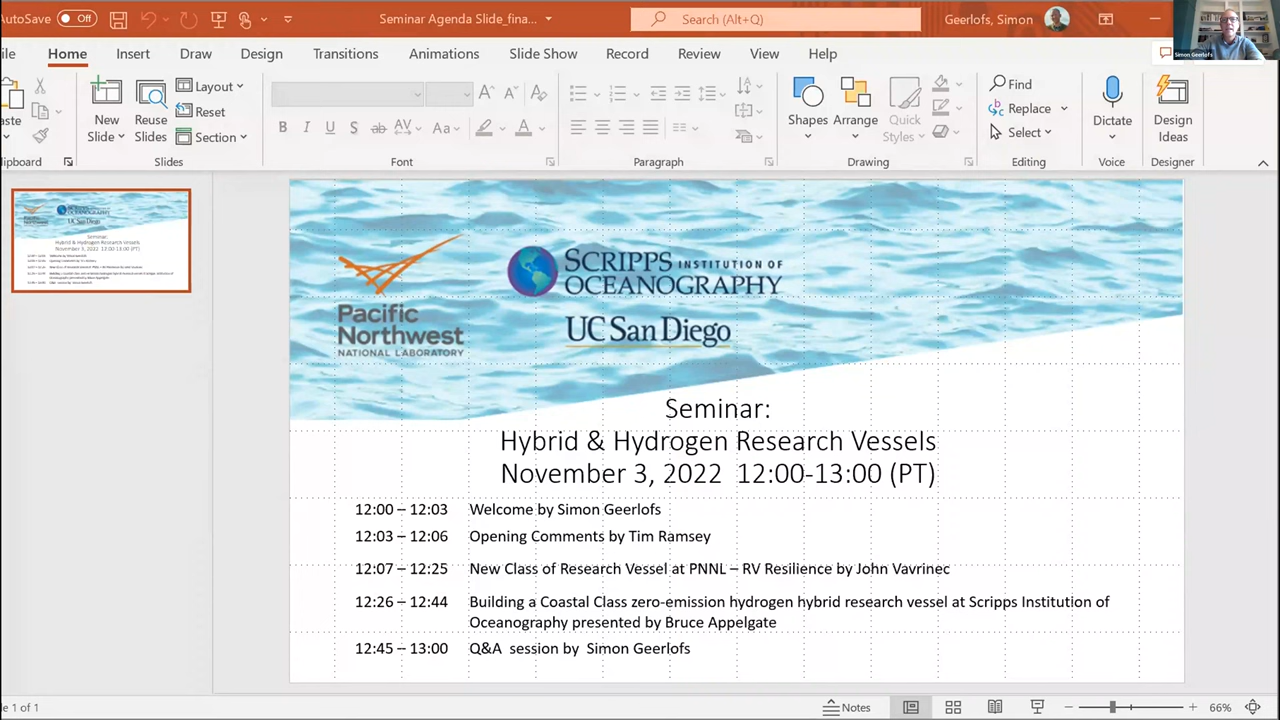 AutoSave Off Seminar Agenda Slide_fina... Search (Alt+Q) Geerlofs, Simon
Simon Geerlofs
ile Home Insert Draw Design Transitions Animations Slide Show Record Review View Help
aste New Slide Reuse Slides Layout Reset Section
B I U S ab AV Aa A
Shapes Arrange Quick Styles Find Replace Select Dictate Design Ideas
lipboard Slides Font Paragraph Drawing Editing Voice Designer
SCRIPPS INSTITUTION OF
OCEANOGRAPHY
Pacific
Northwest
NATIONAL LABORATORY
UC San Diego
Seminar:
Hybrid & Hydrogen Research Vessels
November 3, 2022 12:00-13:00 (PT)
12:00 – 12:03 Welcome by Simon Geerlofs
12:03 – 12:06 Opening Comments by Tim Ramsey
12:07 – 12:25 New Class of Research Vessel at PNNL – RV Resilience by John Vavrinec
12:26 – 12:44 Building a Coastal Class zero-emission hydrogen hybrid research vessel at Scripps Institution of
Oceanography presented by Bruce Appelgate
12:45 – 13:00 Q&A session by Simon Geerlofs
de 1 of 1 Notes 66%